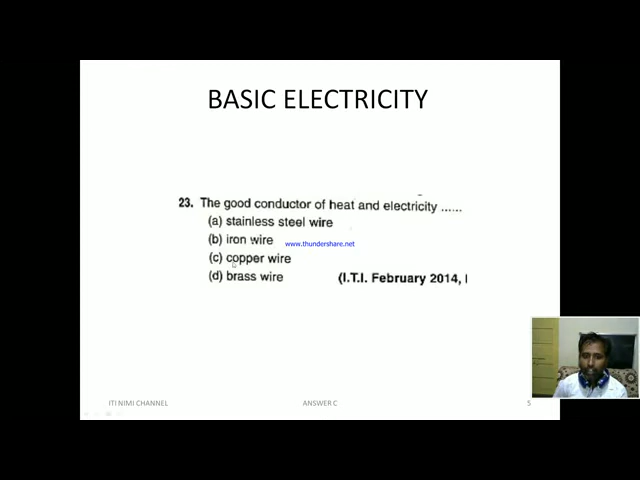 BASIC ELECTRICITY
23. The good conductor of heat and electricity ......
(a) stainless steel wire
(b) iron wire
www.thundershare.net
(c) copper wire
(d) brass wire
(I.T.I. February 2014, I
ITI NIMI CHANNEL
ANSWER C
5